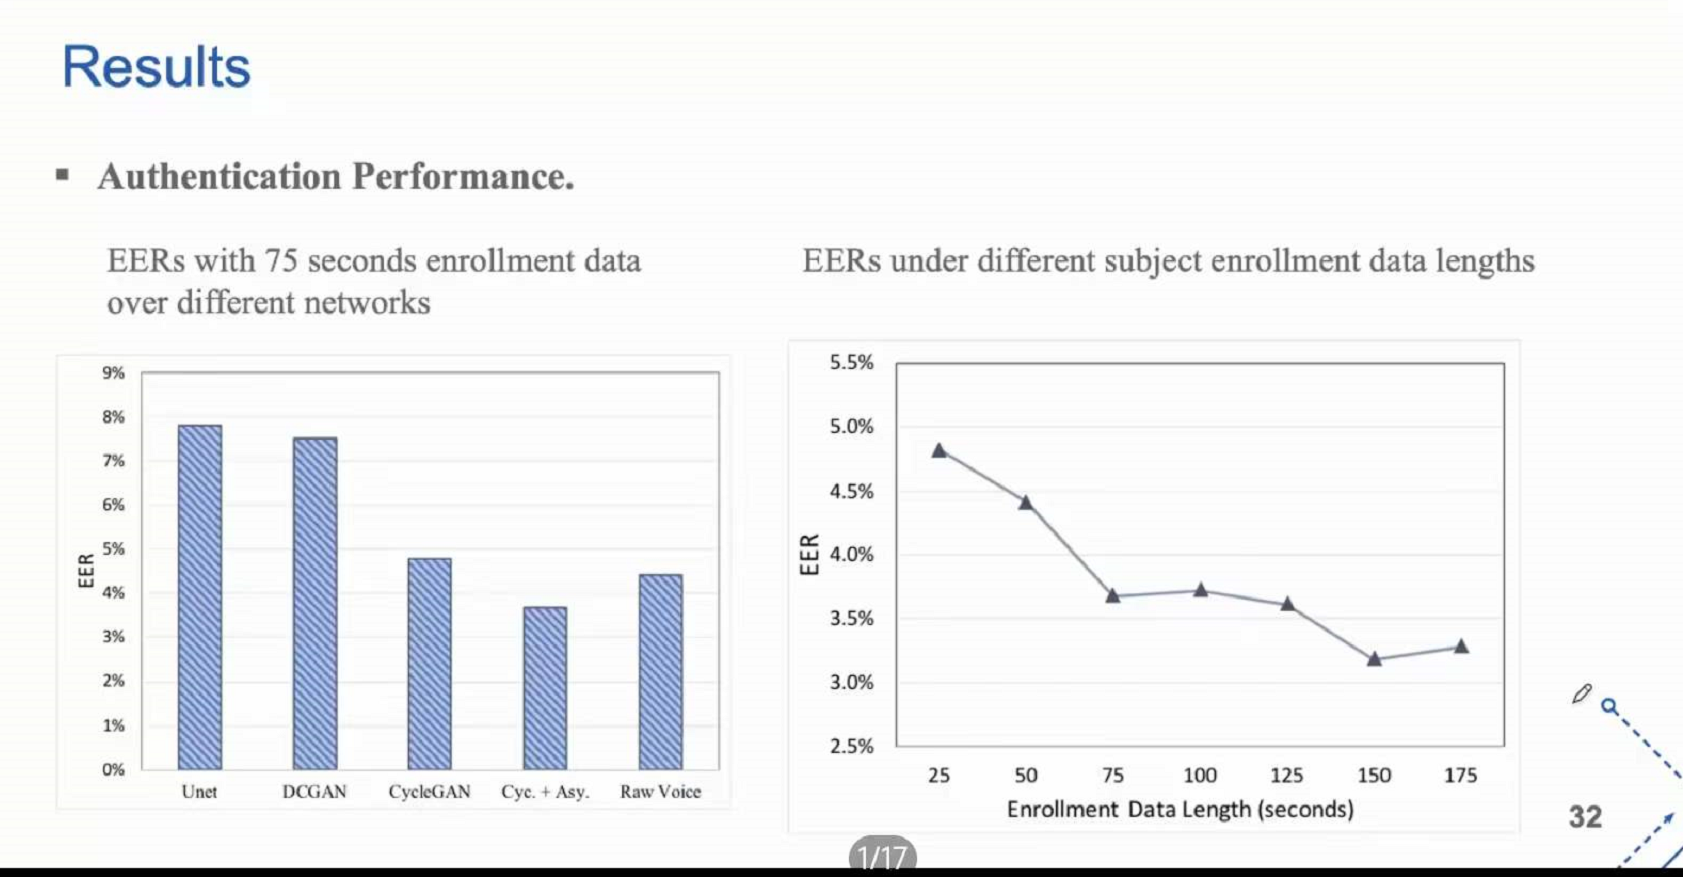 Results
▪ Authentication Performance.
EERs with 75 seconds enrollment data
over different networks
EERs under different subject enrollment data lengths
9%
8%
7%
6%
5%
4%
3%
2%
1%
0%
EER
Unet DCGAN CycleGAN Cyc. + Asy. Raw Voice
5.5%
5.0%
4.5%
4.0%
3.5%
3.0%
2.5%
EER
25 50 75 100 125 150 175
Enrollment Data Length (seconds)
32
1/17